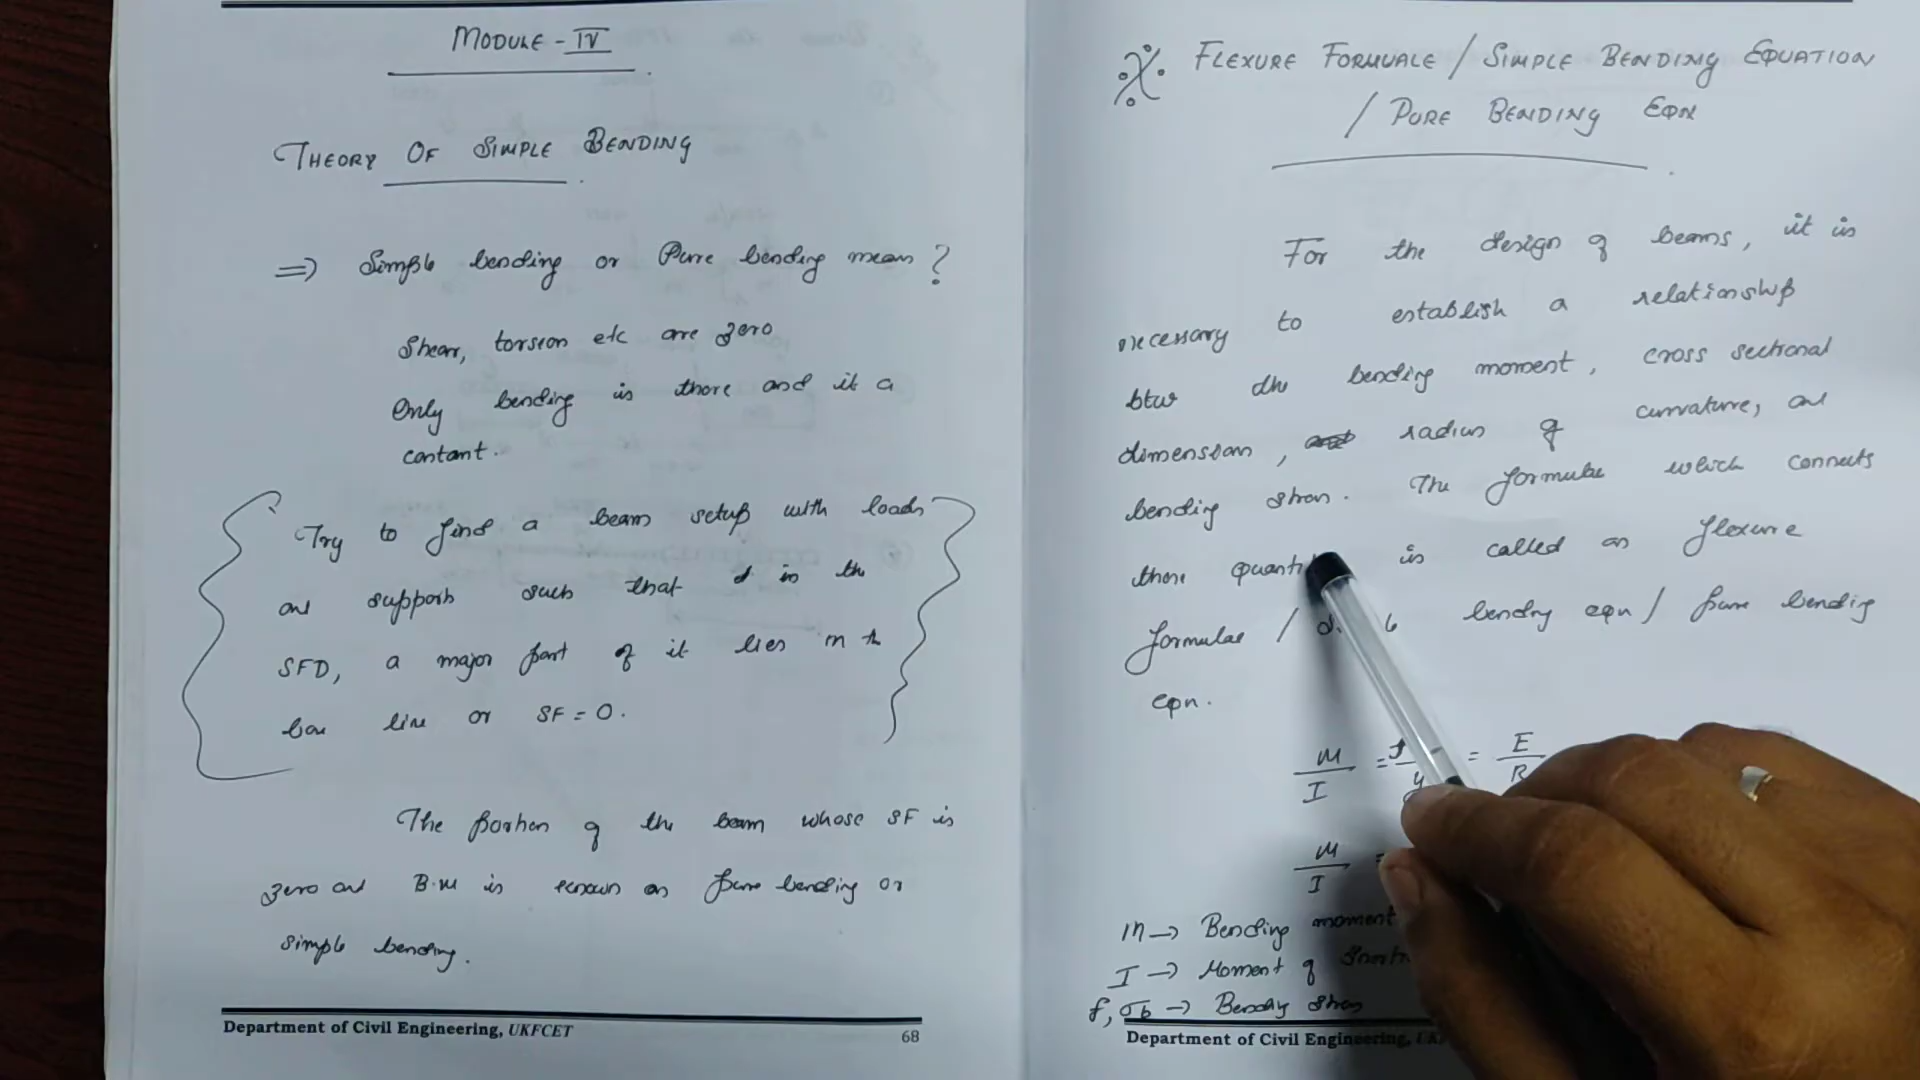 MODULE - IV
THEORY OF SIMPLE BENDING
=> Simple bending or Pure bending mean ?
Shear, torsion etc are zero
Only bending is there and it a
contant.
Try to find a beam setup with loads
and supports such that in the
SFD, a major part of it lies in th
base line or SF = 0.
The portion of the beam whose SF is
zero and B.M is known as pure bending or
simple bending.
Department of Civil Engineering, UKFCET
68
FLEXURE FORMUALE / SIMPLE BENDING EQUATION
/ PURE BENDING EQN
For the design of beams, it is
necessary to establish a relationship
btw the bending moment, cross sectional
dimension, radius of curvature, and
bending stress. The formulae which connects
these is called as flexure
formulae / bending eqn / pure bending
eqn.
M/I = f/y = E/R
M/I =
M → Bending moment
I → Moment of
f, σb → Bending stress
Department of Civil Engineering,